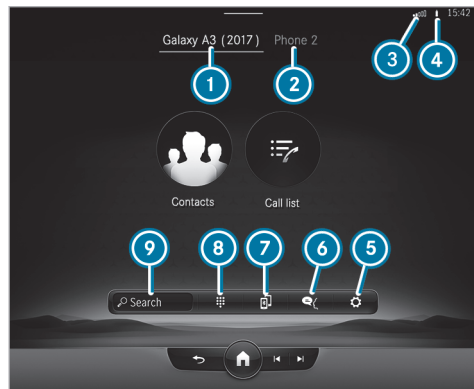 15:42
Galaxy A3 (2017) Phone 2
3 4
1 2
Contacts Call list
9 8 7 6 5
Search